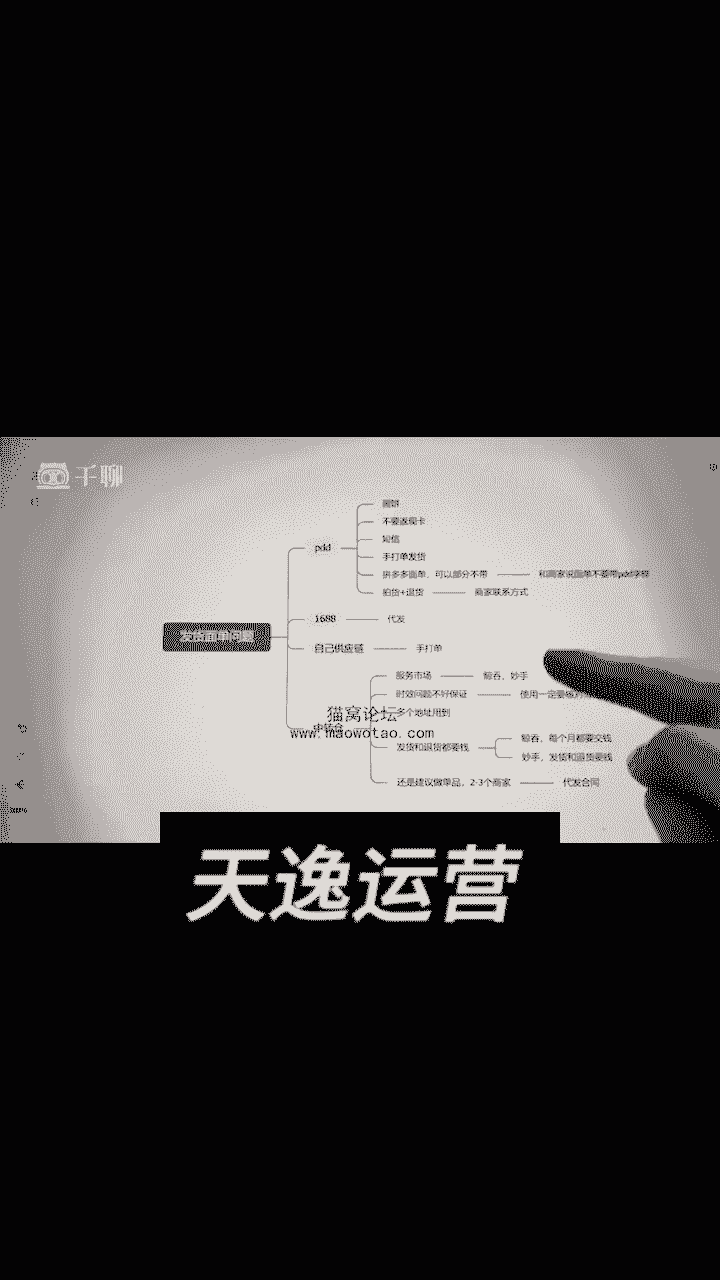 千聊
发货面单问题
pdd
不要返现卡
短信
手打单发货
拼多多面单，可以部分不带
和商家说面单不要带pdd字样
拍货+退货
商家联系方式
1688
代发
自己供应链
手打单
中转仓
服务市场
鲸吞，妙手
时效问题不好保证
使用一定要
多个地址用到
发货和退货都要钱
鲸吞，每个月都要交钱
妙手，发货和退货要钱
还是建议做单品，2-3个商家
代发合同
猫窝论坛
www.maowotao.com
天逸运营